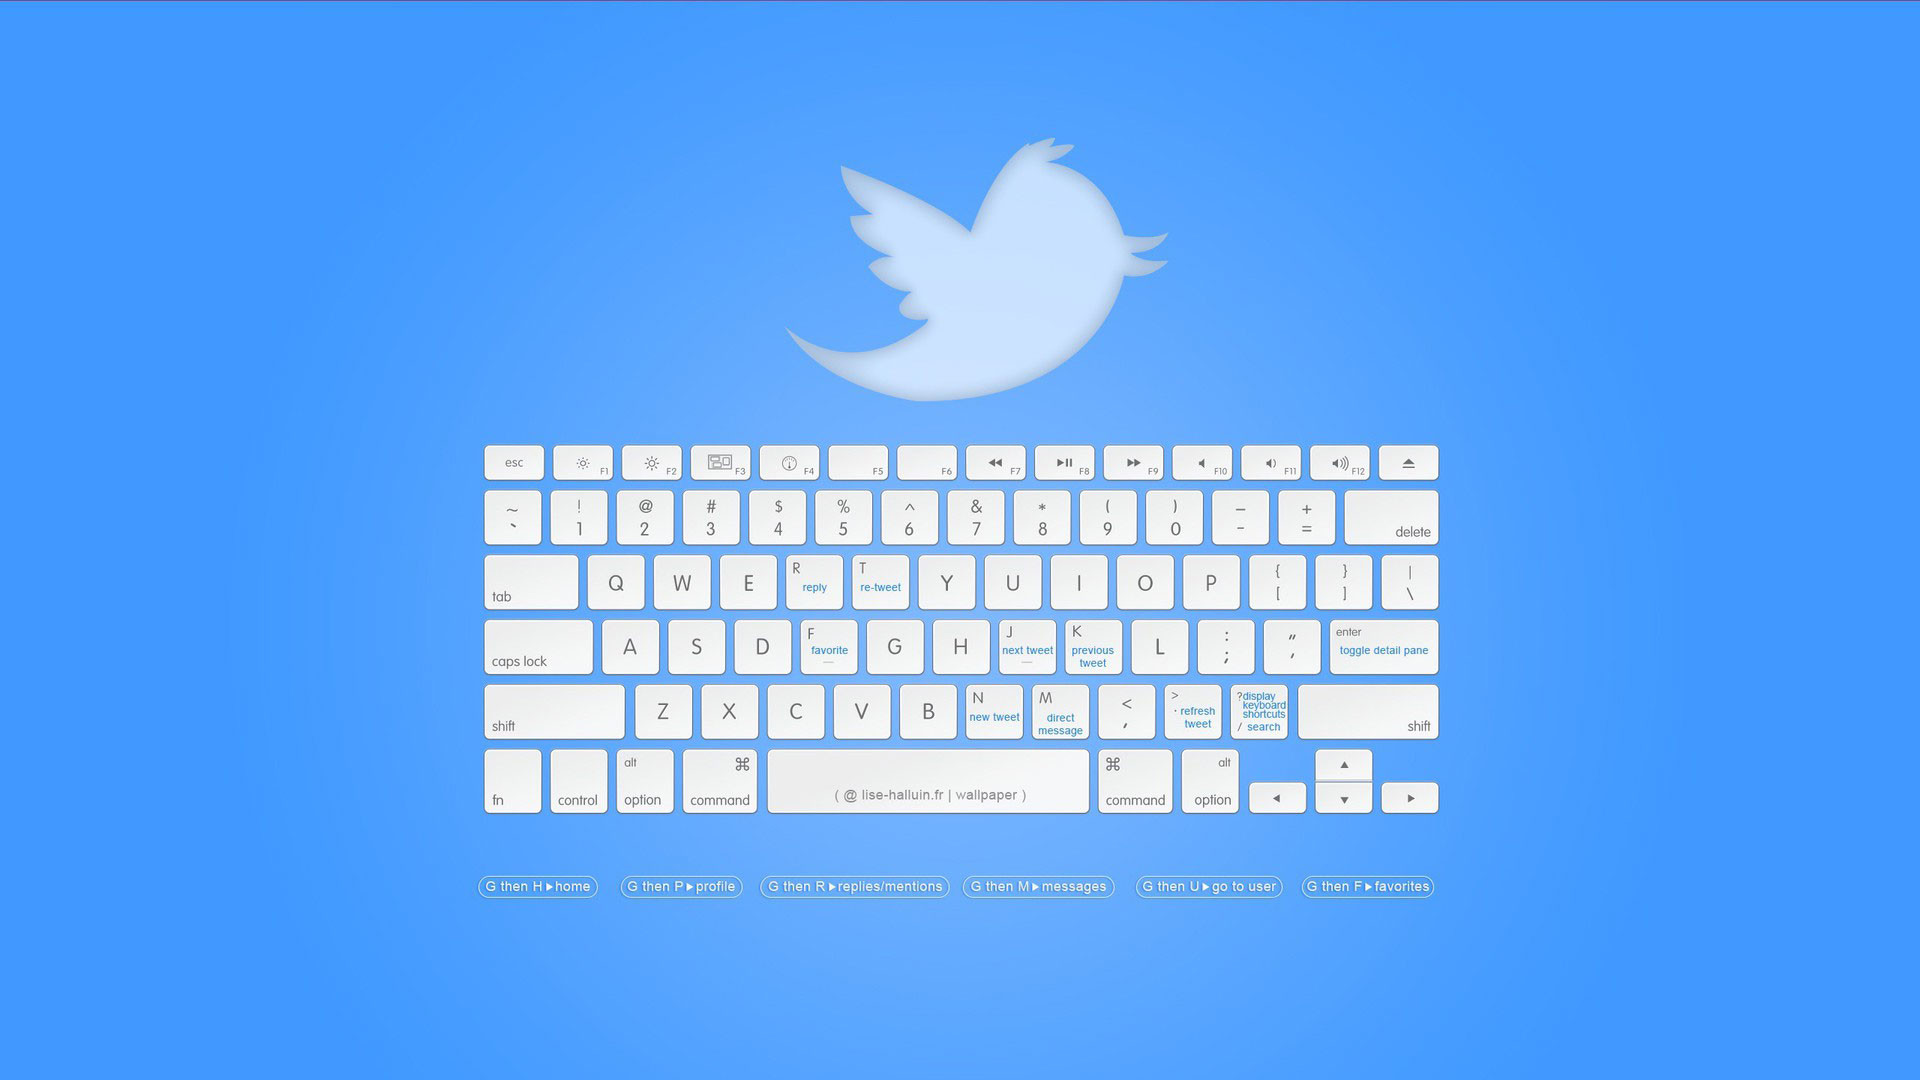 esc F1 F2 F3 F4 F5 F6 F7 F8 F9 F10 F11 F12
~ ! @ # $ % ^ & * ( ) — +
` 1 2 3 4 5 6 7 8 9 0 - = delete
tab Q W E R reply T re-tweet Y U I O P { [ } ] | \
caps lock A S D F favorite G H J next tweet K previous tweet L : ; " ' enter toggle detail pane
shift Z X C V B N new tweet M direct message < , > . refresh tweet ? display keyboard shortcuts / search shift
fn control alt option ⌘ command ( @ lise-halluin.fr | wallpaper ) ⌘ command alt option ◀ ▲ ▼ ▶
G then H▶home G then P▶profile G then R▶replies/mentions G then M▶messages G then U▶go to user G then F▶favorites